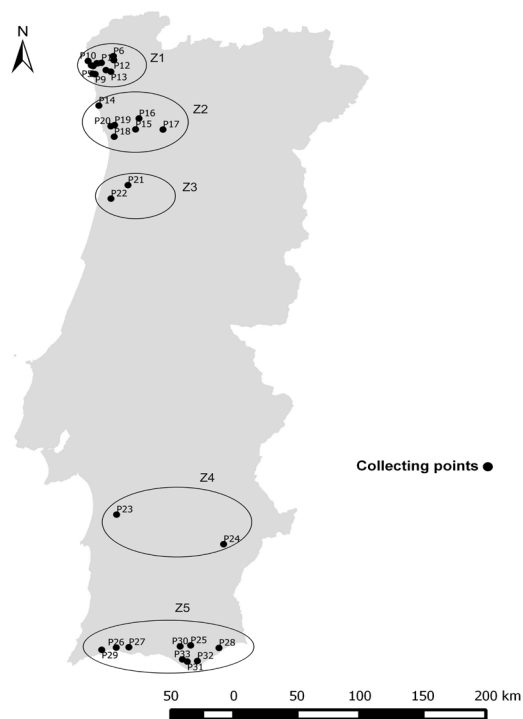 N
P10 P6 Z1
P12
P5 P9 P13
P14 Z2
P16
P20 P19 P15 P17
P18
P21 Z3
P22
Z4
P23
P24
Z5
P26 P27 P30 P25 P28
P29 P33 P32
P31
Collecting points
50 0 50 100 150 200 km